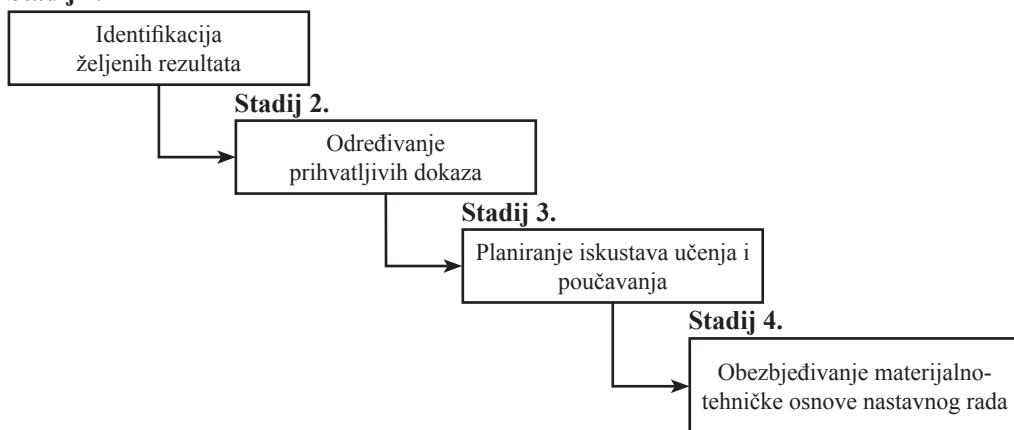 Identifikacija
željenih rezultata
Stadij 2.
Određivanje
prihvatljivih dokaza
Stadij 3.
Planiranje iskustava učenja i
poučavanja
Stadij 4.
Obezbjeđivanje materijalno-
tehničke osnove nastavnog rada